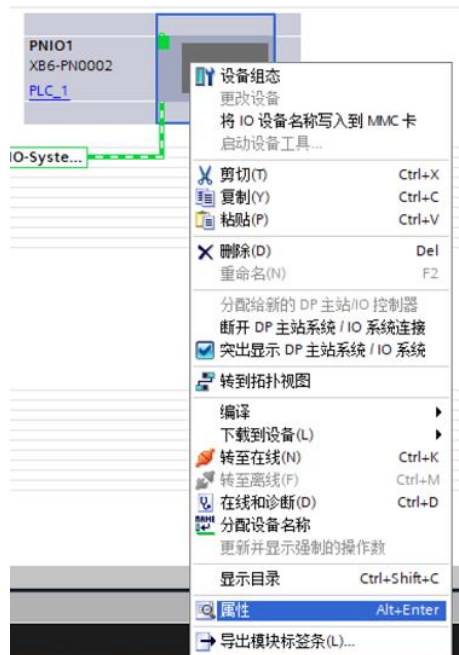 PNIO1
XB6-PN0002
PLC_1
IO-Syste...
设备组态
更改设备
将 IO 设备名称写入到 MMC 卡
启动设备工具...
剪切(T) Ctrl+X
复制(Y) Ctrl+C
粘贴(P) Ctrl+V
删除(D) Del
重命名(N) F2
分配给新的 DP 主站/IO 控制器
断开 DP 主站系统 / IO 系统连接
突出显示 DP 主站系统 / IO 系统
转到拓扑视图
编译
下载到设备(L)
转至在线(N) Ctrl+K
转至离线(F) Ctrl+M
在线和诊断(D) Ctrl+D
分配设备名称
更新并显示强制的操作数
显示目录 Ctrl+Shift+C
属性 Alt+Enter
导出模块标签条(L)...